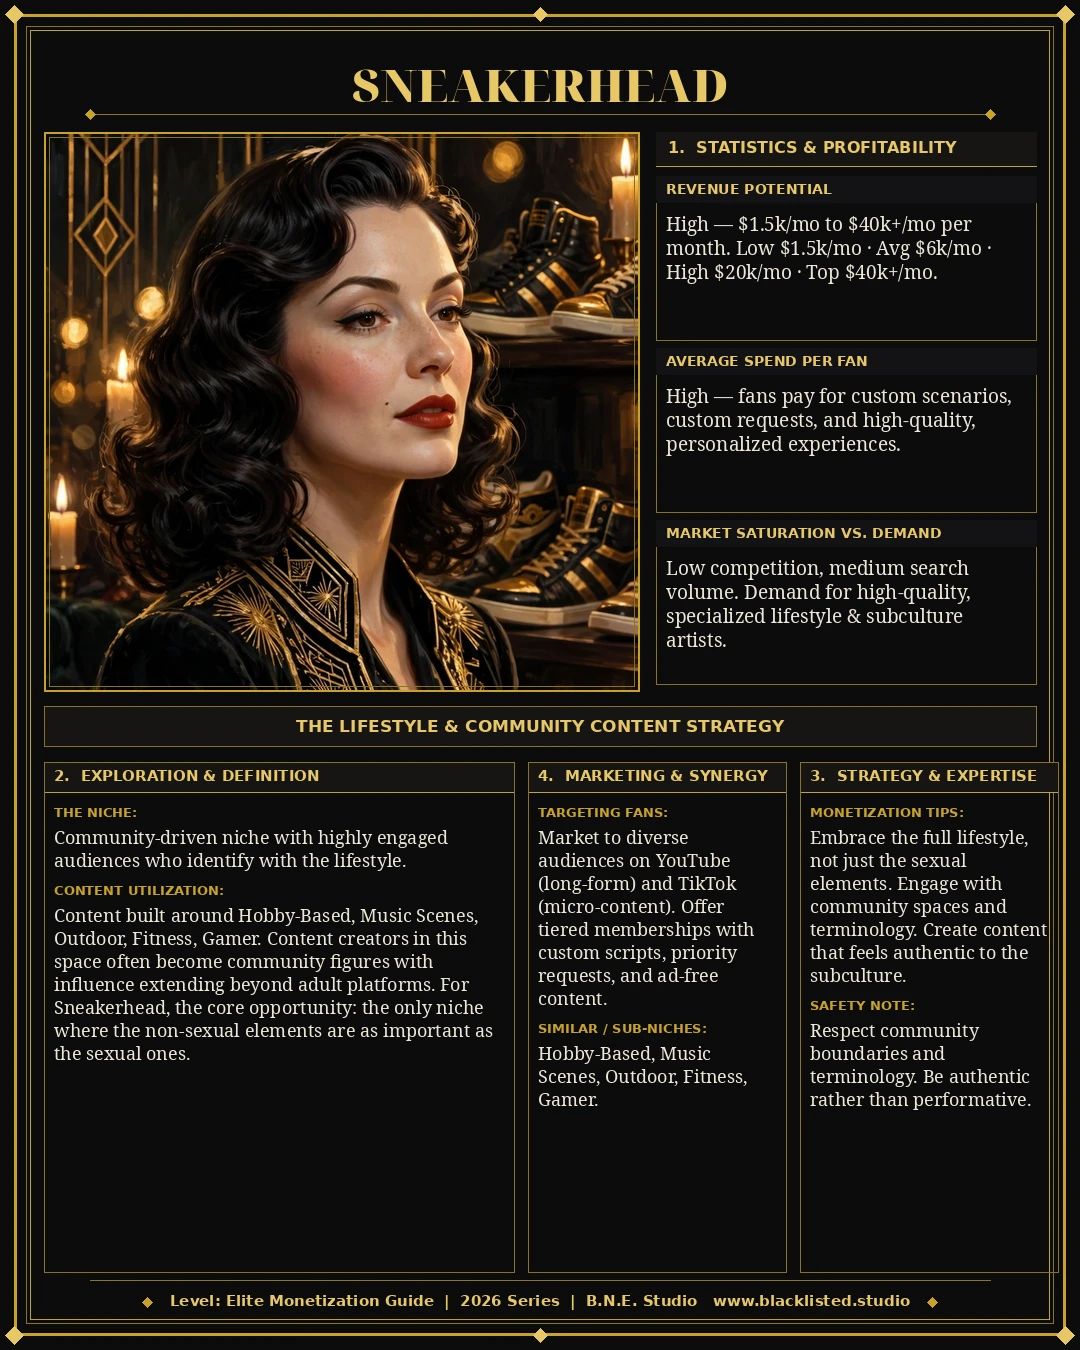 SNEAKERHEAD
1. STATISTICS & PROFITABILITY
REVENUE POTENTIAL
High — $1.5k/mo to $40k+/mo per
month. Low $1.5k/mo · Avg $6k/mo ·
High $20k/mo · Top $40k+/mo.
AVERAGE SPEND PER FAN
High — fans pay for custom scenarios,
custom requests, and high-quality,
personalized experiences.
MARKET SATURATION VS. DEMAND
Low competition, medium search
volume. Demand for high-quality,
specialized lifestyle & subculture
artists.
THE LIFESTYLE & COMMUNITY CONTENT STRATEGY
2. EXPLORATION & DEFINITION
THE NICHE:
Community-driven niche with highly engaged
audiences who identify with the lifestyle.
CONTENT UTILIZATION:
Content built around Hobby-Based, Music Scenes,
Outdoor, Fitness, Gamer. Content creators in this
space often become community figures with
influence extending beyond adult platforms. For
Sneakerhead, the core opportunity: the only niche
where the non-sexual elements are as important as
the sexual ones.
4. MARKETING & SYNERGY
TARGETING FANS:
Market to diverse
audiences on YouTube
(long-form) and TikTok
(micro-content). Offer
tiered memberships with
custom scripts, priority
requests, and ad-free
content.
SIMILAR / SUB-NICHES:
Hobby-Based, Music
Scenes, Outdoor, Fitness,
Gamer.
3. STRATEGY & EXPERTISE
MONETIZATION TIPS:
Embrace the full lifestyle,
not just the sexual
elements. Engage with
community spaces and
terminology. Create content
that feels authentic to the
subculture.
SAFETY NOTE:
Respect community
boundaries and
terminology. Be authentic
rather than performative.
Level: Elite Monetization Guide | 2026 Series | B.N.E. Studio www.blacklisted.studio